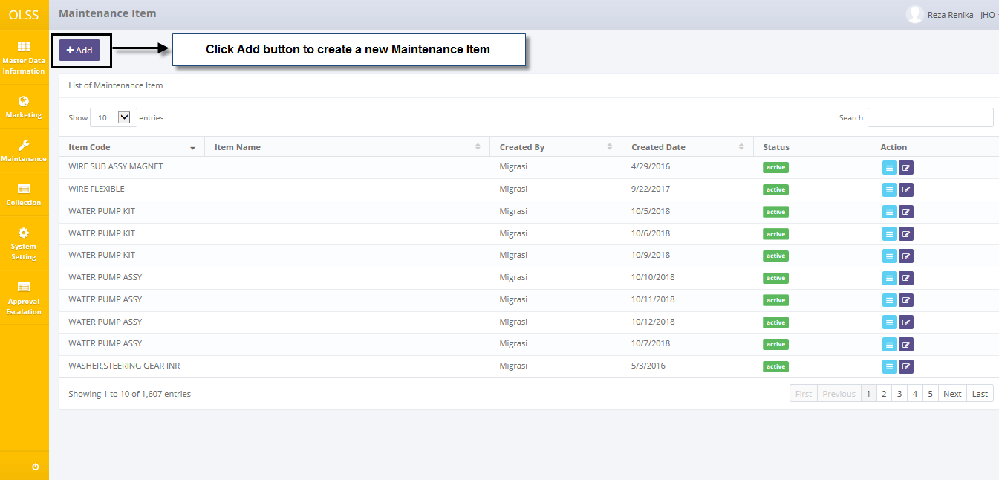 OLSS
Maintenance Item
Reza Renika - JHO
Add
Click Add button to create a new Maintenance Item
Master Data
Information
Marketing
Maintenance
Collection
System
Setting
Approval
Escalation
List of Maintenance Item
Show 10 entries
Search:
Item Code Item Name Created By Created Date Status Action
WIRE SUB ASSY MAGNET Migrasi 4/29/2016 active
WIRE FLEXIBLE Migrasi 9/22/2017 active
WATER PUMP KIT Migrasi 10/5/2018 active
WATER PUMP KIT Migrasi 10/6/2018 active
WATER PUMP KIT Migrasi 10/9/2018 active
WATER PUMP ASSY Migrasi 10/10/2018 active
WATER PUMP ASSY Migrasi 10/11/2018 active
WATER PUMP ASSY Migrasi 10/12/2018 active
WATER PUMP ASSY Migrasi 10/7/2018 active
WASHER,STEERING GEAR INR Migrasi 5/3/2016 active
Showing 1 to 10 of 1,607 entries
First Previous 1 2 3 4 5 Next Last